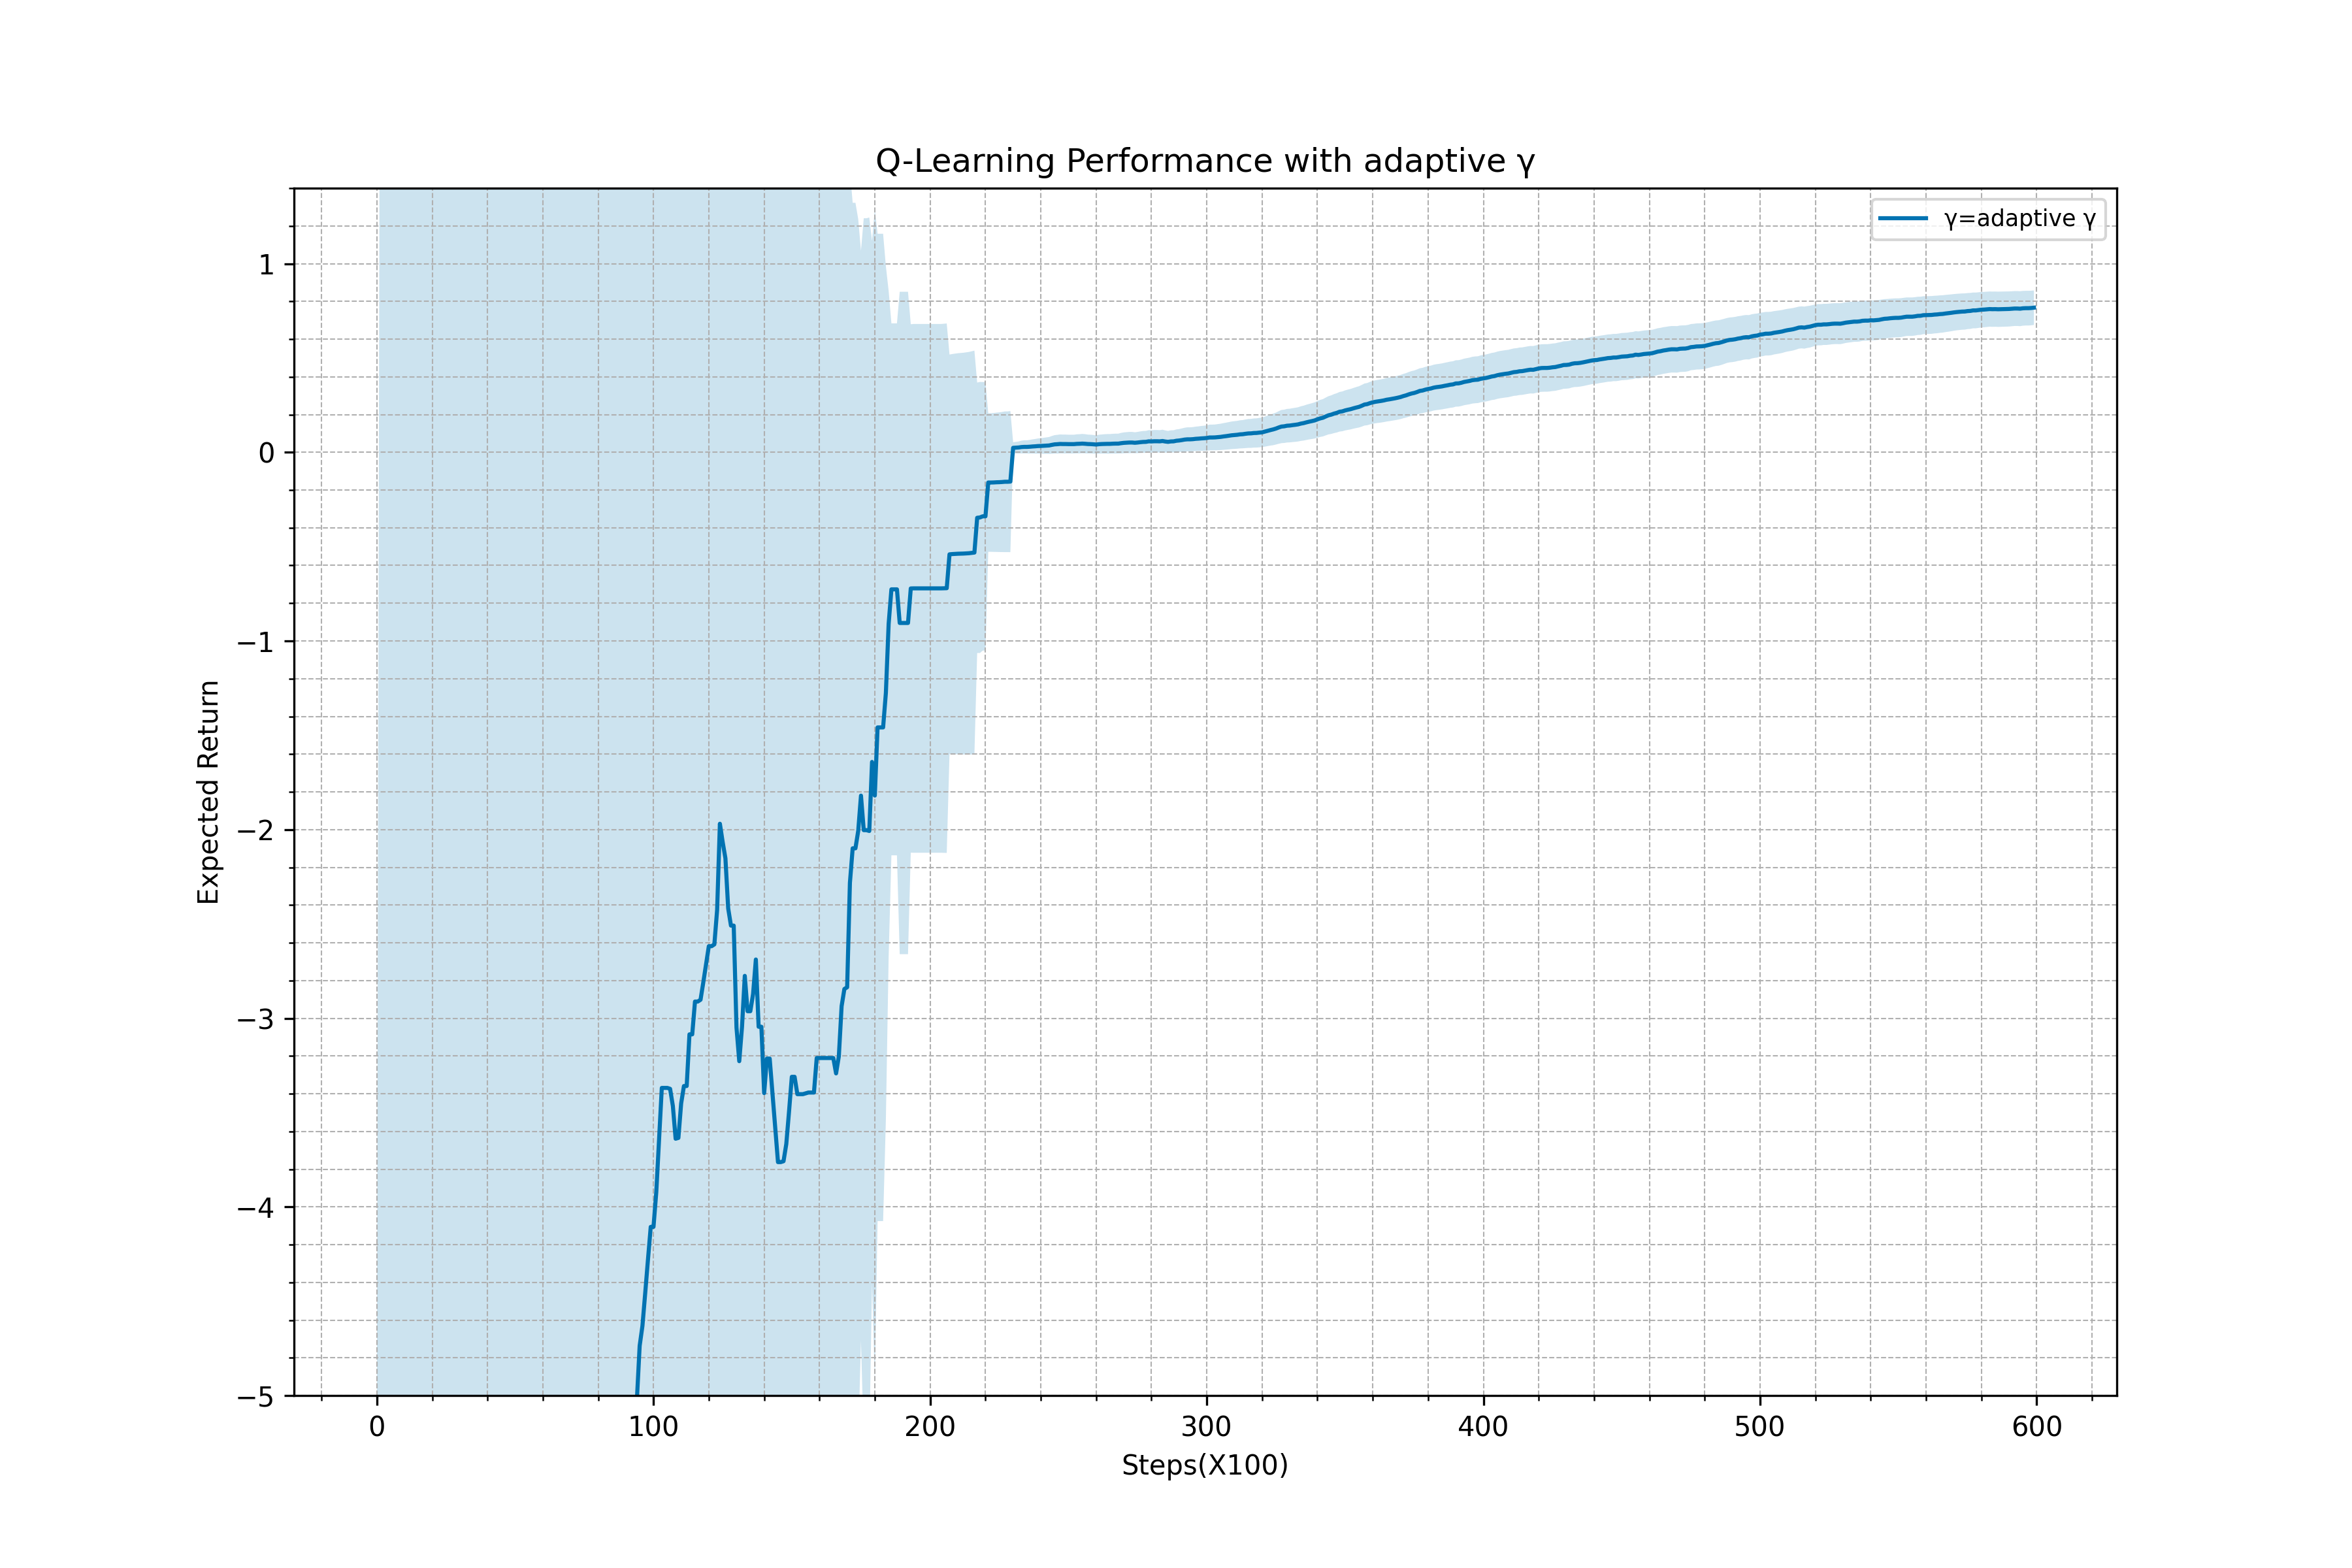 Q-Learning Performance with adaptive γ
γ=adaptive γ
Expected Return
1
0
−1
−2
−3
−4
−5
0 100 200 300 400 500 600
Steps(X100)